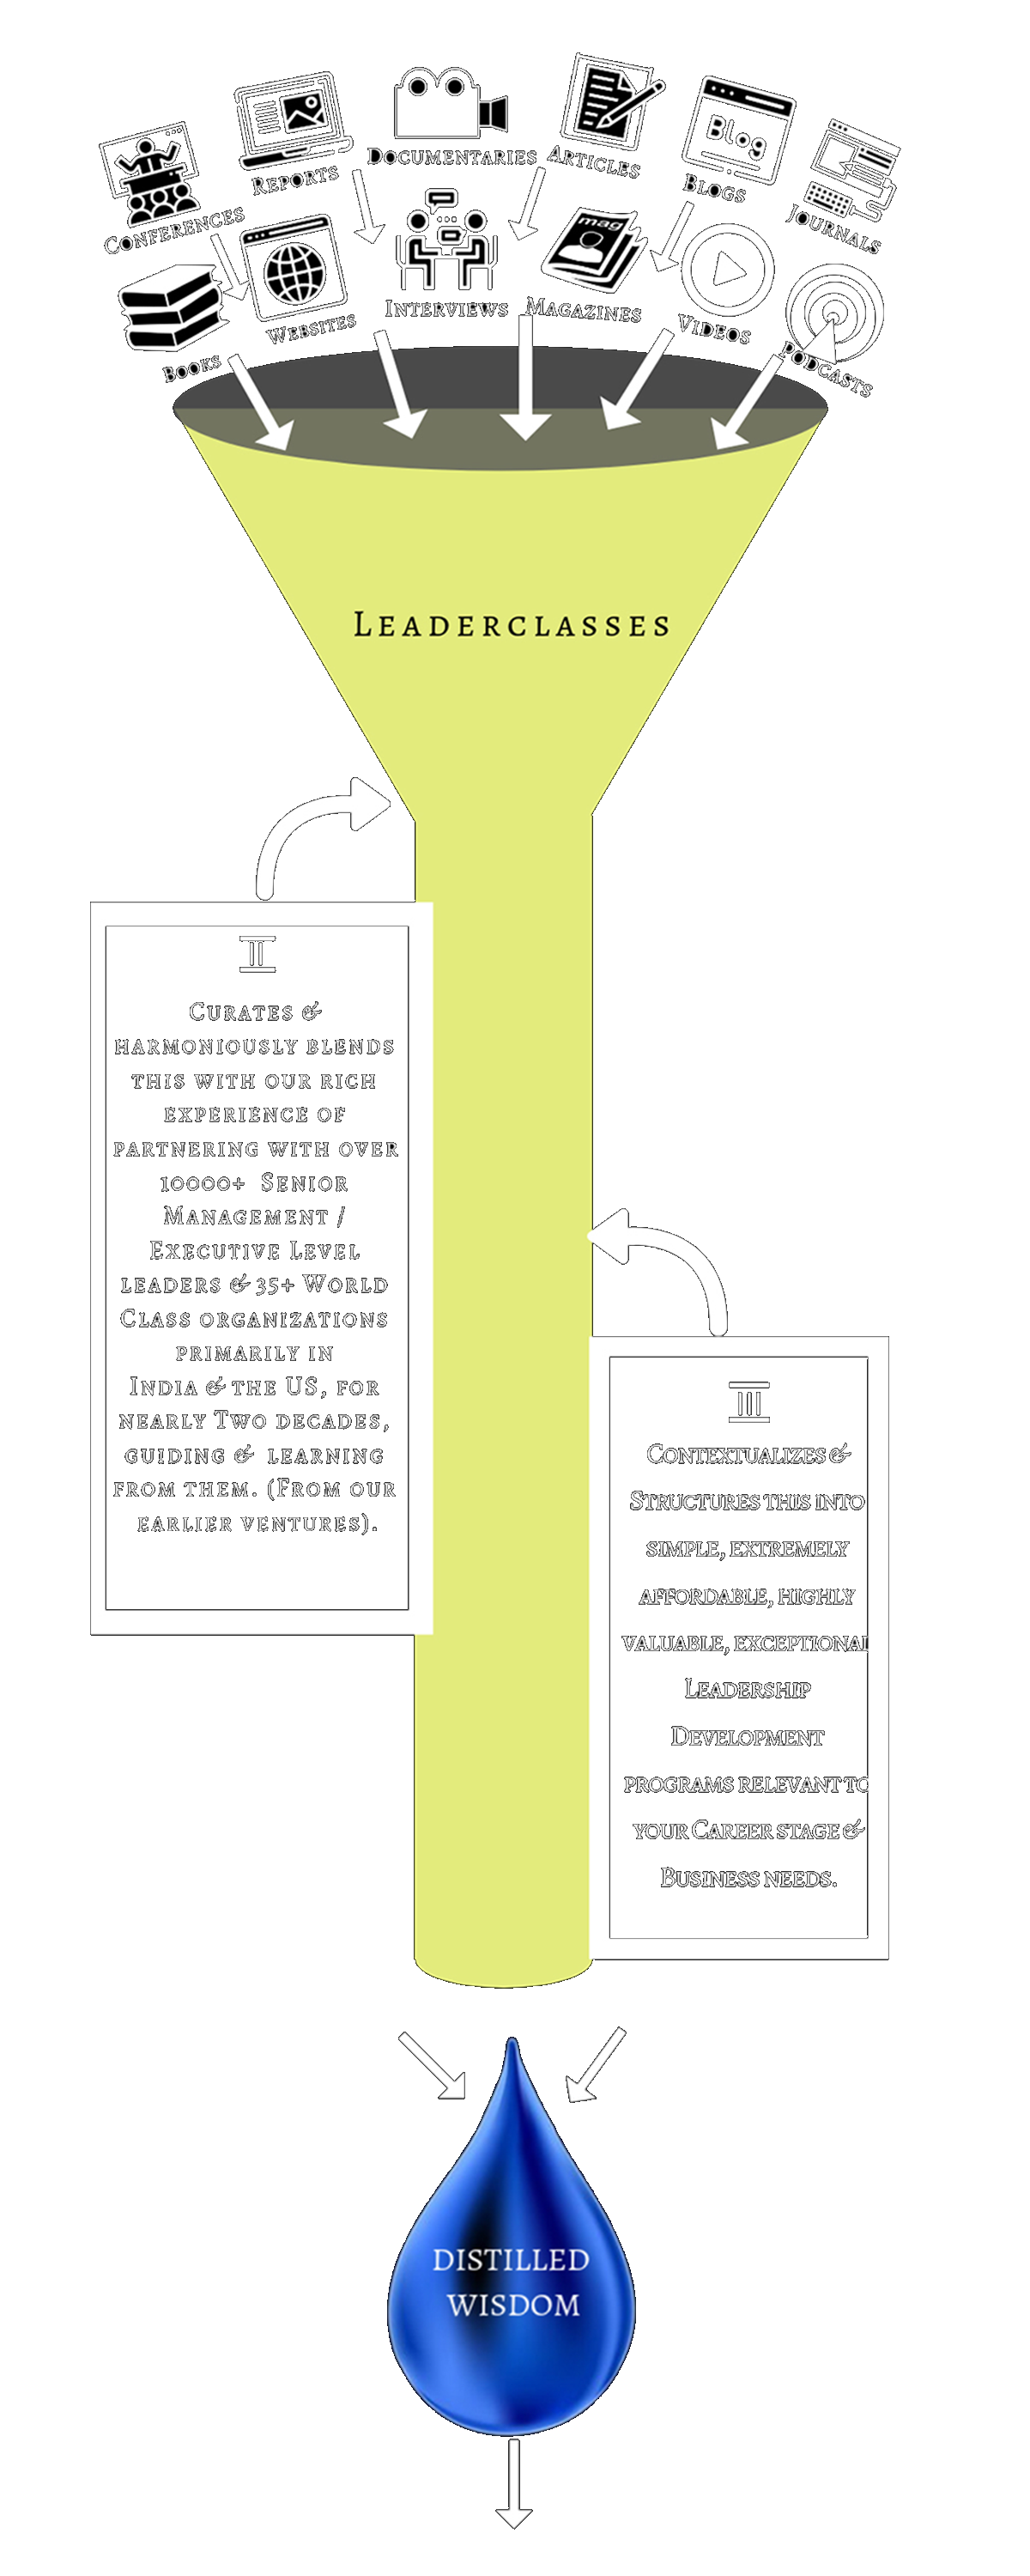 Documentaries
Articles
Reports
Blog
Blogs
Conferences
Journals
mag
Interviews
Magazines
Websites
Videos
Books
Podcasts
Leaderclasses
II
Curates &
harmoniously blends
this with our rich
experience of
partnering with over
10000+ Senior
Management /
Executive Level
leaders & 35+ World
Class organizations
primarily in
India & the US, for
nearly Two decades,
guiding & learning
from them. (From our
earlier ventures).
III
Contextualizes &
Structures this into
simple, extremely
affordable, highly
valuable, exceptional
Leadership
Development
programs relevant to
your Career stage &
Business needs.
DISTILLED
WISDOM